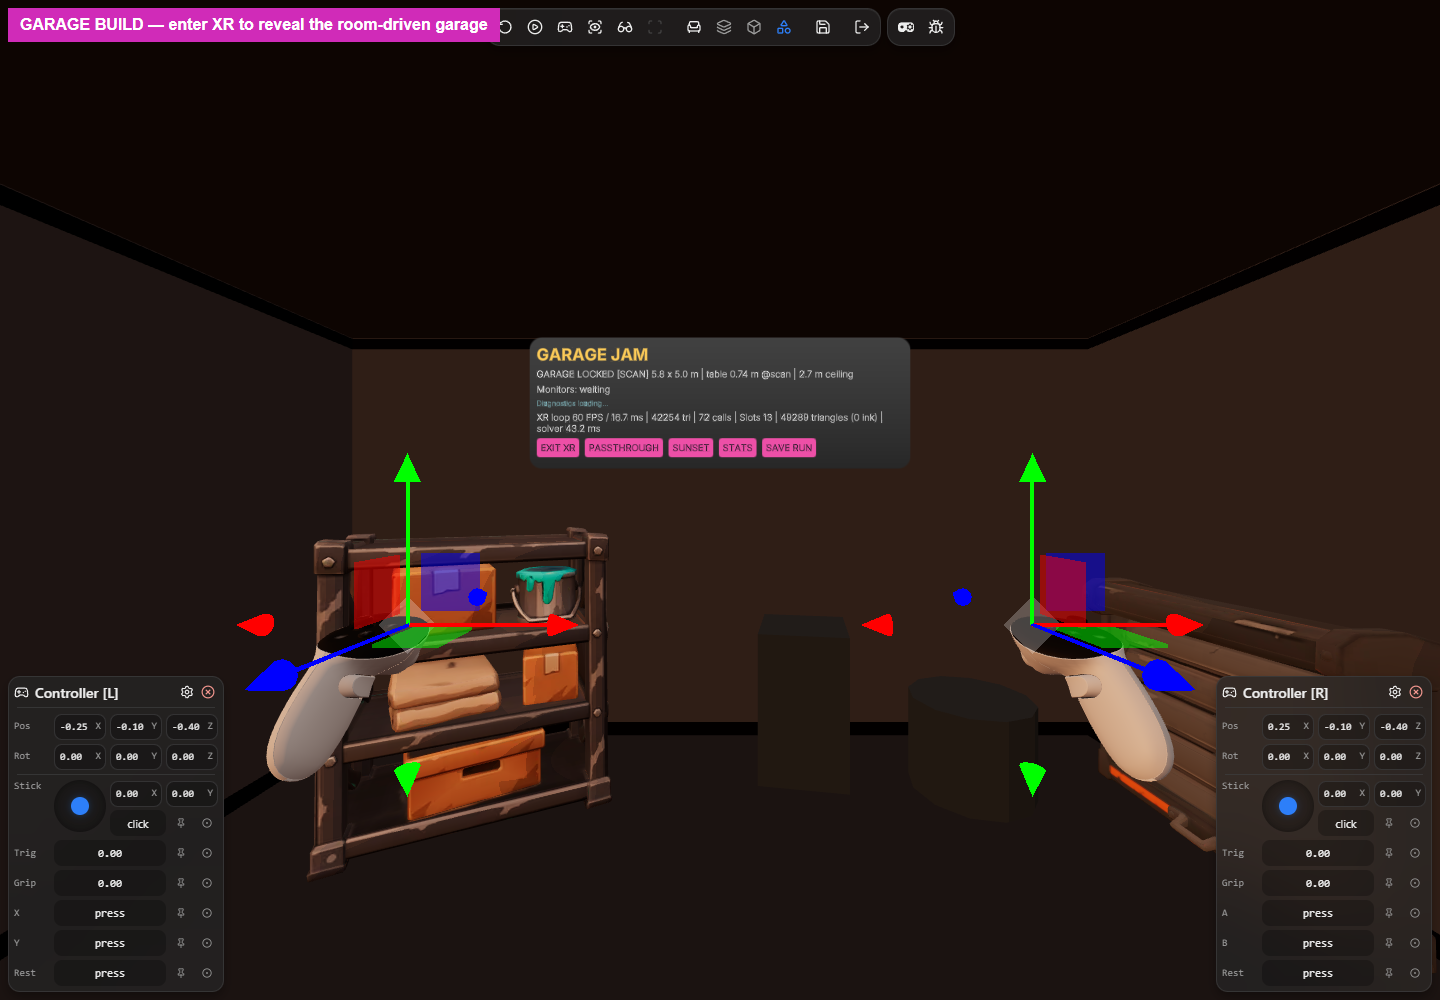 GARAGE BUILD — enter XR to reveal the room-driven garage
GARAGE JAM
GARAGE LOCKED [SCAN] 5.8 x 5.0 m | table 0.74 m @scan | 2.7 m ceiling
Monitors: waiting
Diagnostics loading...
XR loop 60 FPS / 16.7 ms | 42254 tri | 72 calls | Slots 13 | 49289 triangles (0 ink) |
solver 43.2 ms
EXIT XR PASSTHROUGH SUNSET STATS SAVE RUN
Controller [L]
Pos -0.25 X -0.10 Y -0.40 Z
Rot 0.00 X 0.00 Y 0.00 Z
Stick 0.00 X 0.00 Y
click
Trig 0.00
Grip 0.00
X press
Y press
Rest press
Controller [R]
Pos 0.25 X -0.10 Y -0.40 Z
Rot 0.00 X 0.00 Y 0.00 Z
Stick 0.00 X 0.00 Y
click
Trig 0.00
Grip 0.00
A press
B press
Rest press